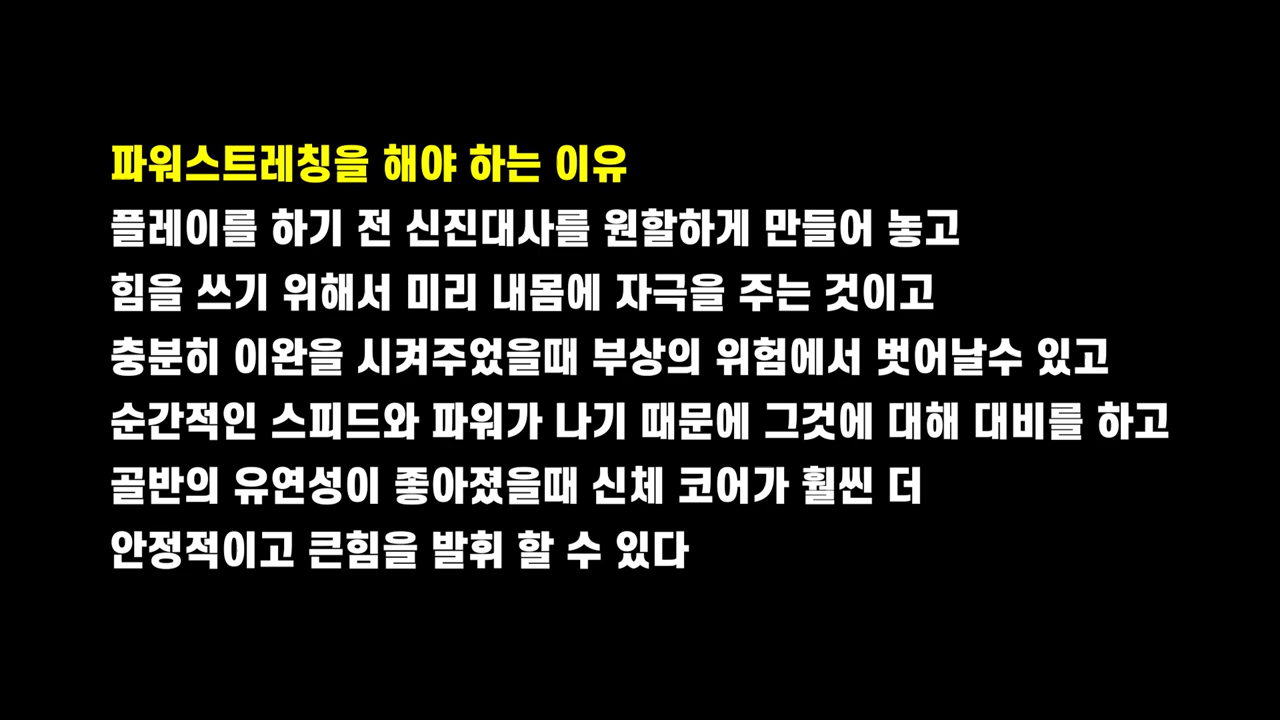 파워스트레칭을 해야 하는 이유
플레이를 하기 전 신진대사를 원할하게 만들어 놓고
힘을 쓰기 위해서 미리 내몸에 자극을 주는 것이고
충분히 이완을 시켜주었을때 부상의 위험에서 벗어날수 있고
순간적인 스피드와 파워가 나기 때문에 그것에 대해 대비를 하고
골반의 유연성이 좋아졌을때 신체 코어가 훨씬 더
안정적이고 큰힘을 발휘 할 수 있다